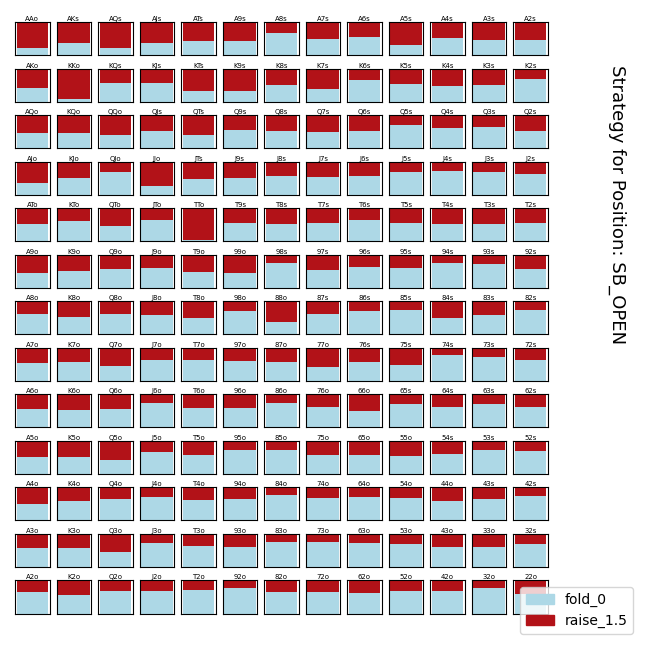 AAo AKs AQs AJs ATs A9s A8s A7s A6s A5s A4s A3s A2s
AKo KKo KQs KJs KTs K9s K8s K7s K6s K5s K4s K3s K2s
AQo KQo QQo QJs QTs Q9s Q8s Q7s Q6s Q5s Q4s Q3s Q2s
AJo KJo QJo JJo JTs J9s J8s J7s J6s J5s J4s J3s J2s
ATo KTo QTo JTo TTo T9s T8s T7s T6s T5s T4s T3s T2s
A9o K9o Q9o J9o T9o 99o 98s 97s 96s 95s 94s 93s 92s
A8o K8o Q8o J8o T8o 98o 88o 87s 86s 85s 84s 83s 82s
A7o K7o Q7o J7o T7o 97o 87o 77o 76s 75s 74s 73s 72s
A6o K6o Q6o J6o T6o 96o 86o 76o 66o 65s 64s 63s 62s
A5o K5o Q5o J5o T5o 95o 85o 75o 65o 55o 54s 53s 52s
A4o K4o Q4o J4o T4o 94o 84o 74o 64o 54o 44o 43s 42s
A3o K3o Q3o J3o T3o 93o 83o 73o 63o 53o 43o 33o 32s
A2o K2o Q2o J2o T2o 92o 82o 72o 62o 52o 42o 32o 22o
Strategy for Position: SB_OPEN
fold_0
raise_1.5